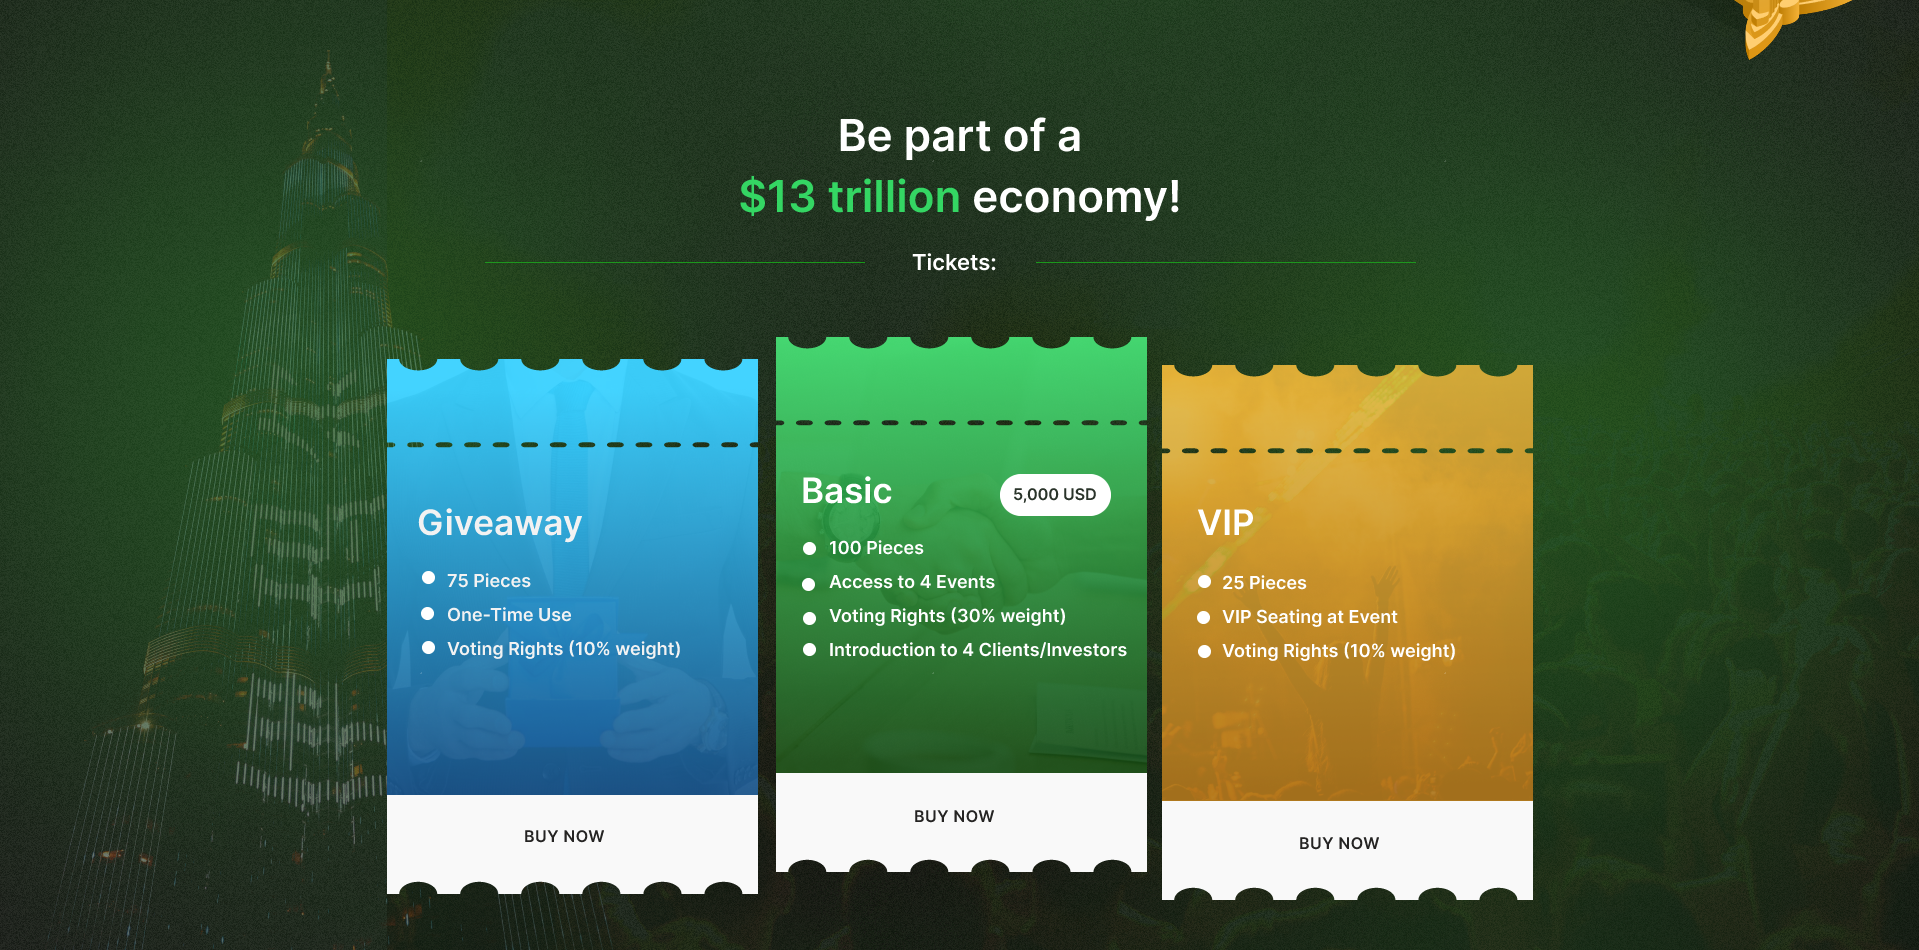 Be part of a
$13 trillion economy!
Tickets:
Giveaway
75 Pieces
One-Time Use
Voting Rights (10% weight)
BUY NOW
Basic
5,000 USD
100 Pieces
Access to 4 Events
Voting Rights (30% weight)
Introduction to 4 Clients/Investors
BUY NOW
VIP
25 Pieces
VIP Seating at Event
Voting Rights (10% weight)
BUY NOW